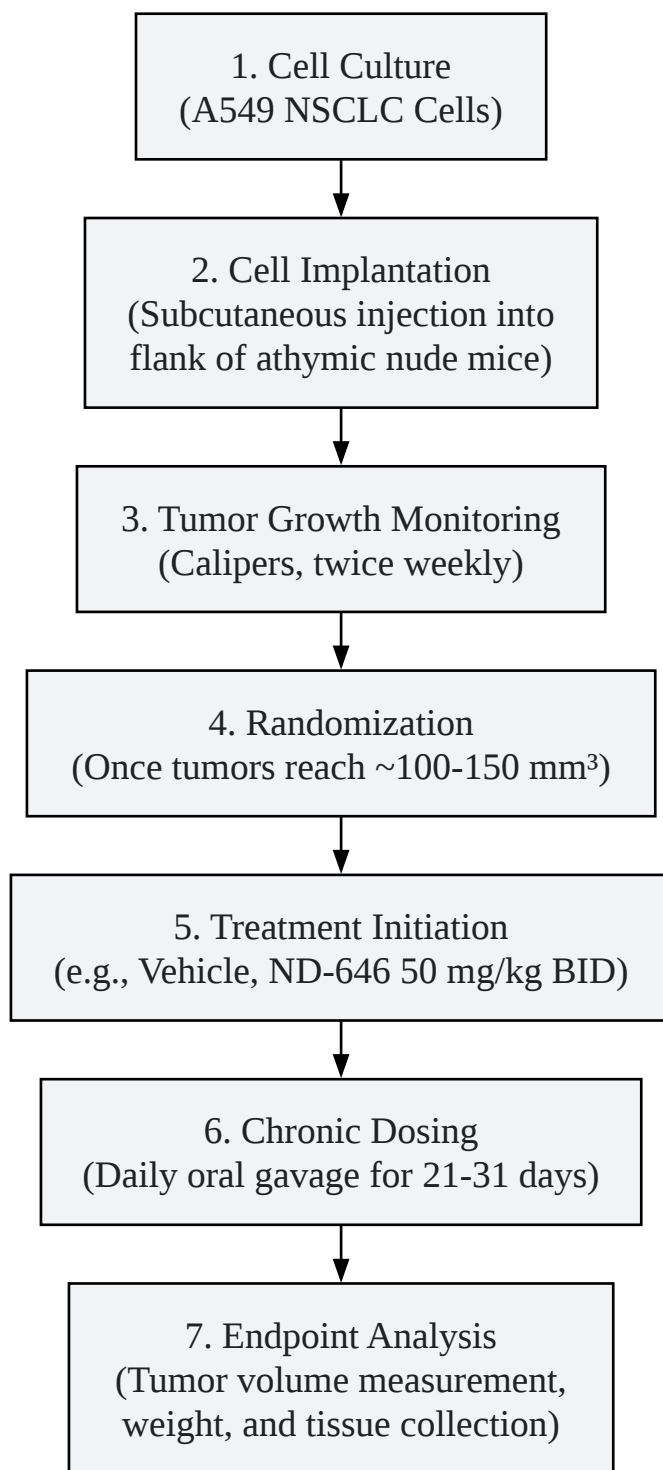 1. Cell Culture
(A549 NSCLC Cells)
2. Cell Implantation
(Subcutaneous injection into
flank of athymic nude mice)
3. Tumor Growth Monitoring
(Calipers, twice weekly)
4. Randomization
(Once tumors reach ~100-150 mm³)
5. Treatment Initiation
(e.g., Vehicle, ND-646 50 mg/kg BID)
6. Chronic Dosing
(Daily oral gavage for 21-31 days)
7. Endpoint Analysis
(Tumor volume measurement,
weight, and tissue collection)